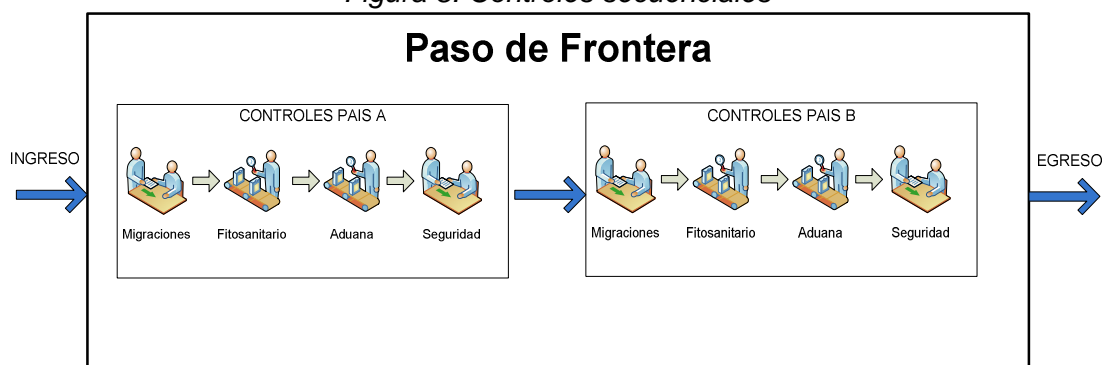 Paso de Frontera
CONTROLES PAIS A
CONTROLES PAIS B
INGRESO
EGRESO
Migraciones
Fitosanitario
Aduana
Seguridad
Migraciones
Fitosanitario
Aduana
Seguridad